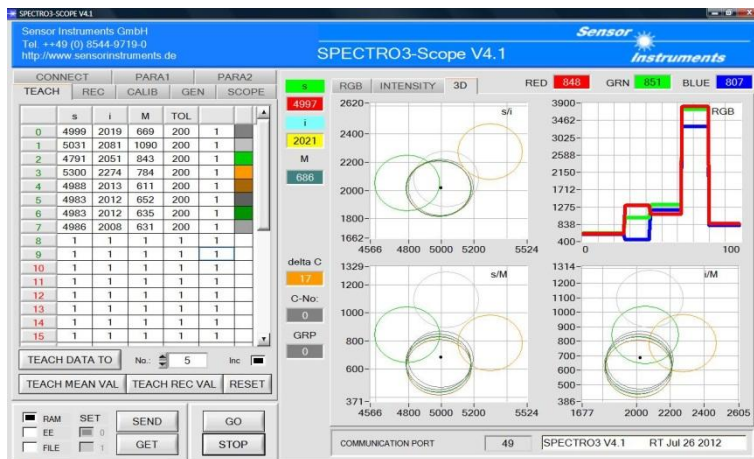 SPECTRO3-SCOPE V4.1
Sensor Instruments GmbH
Tel. ++49 (0) 8544-9719-0
http://www.sensorinstruments.de
SPECTRO3-Scope V4.1
Sensor
Instruments
CONNECT PARA1 PARA2
TEACH REC CALIB GEN SCOPE
s i M TOL
0 4999 2019 669 200 1
1 5031 2081 1090 200 1
2 4791 2051 843 200 1
3 5300 2274 784 200 1
4 4988 2013 611 200 1
5 4983 2012 652 200 1
6 4983 2012 635 200 1
7 4986 2008 631 200 1
8 1 1 1 1 1
9 1 1 1 1 1
10 1 1 1 1 1
11 1 1 1 1 1
12 1 1 1 1 1
13 1 1 1 1 1
14 1 1 1 1 1
15 1 1 1 1 1
TEACH DATA TO No.: 5 Inc
TEACH MEAN VAL TEACH REC VAL RESET
RAM SET
EE 0
FILE 1
SEND GO
GET STOP
s
4997
i
2021
M
686
delta C
17
C-No:
0
GRP
0
RGB INTENSITY 3D
RED 848 GRN 851 BLUE 807
s/i
2620
2400
2200
2000
1800
1662
4566 4800 5000 5200 5524
RGB
3900
3462
3025
2588
2150
1712
1275
838
400
0 100
s/M
1329
1200
1000
800
600
371
4566 4800 5000 5200 5524
i/M
1314
1200
1100
1000
900
800
700
600
500
386
1677 2000 2200 2400 2605
COMMUNICATION PORT 49 SPECTRO3 V4.1 RT Jul 26 2012